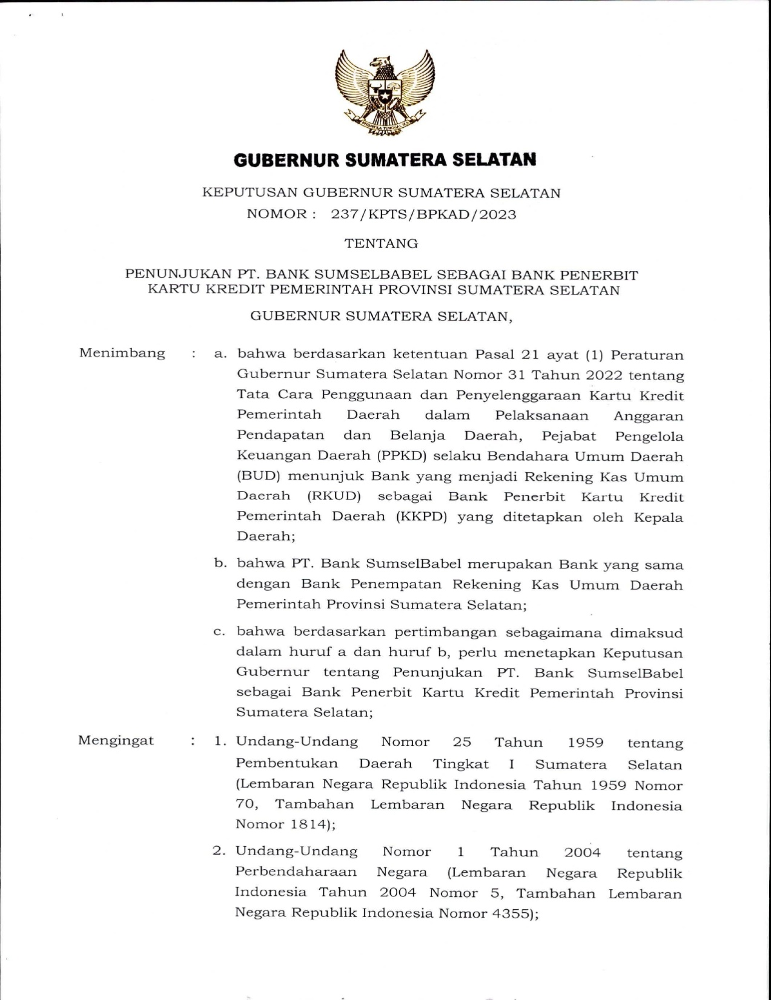 BHINNEKA TUNGGAL IKA
GUBERNUR SUMATERA SELATAN
KEPUTUSAN GUBERNUR SUMATERA SELATAN
NOMOR : 237/KPTS/BPKAD/2023
TENTANG
PENUNJUKAN PT. BANK SUMSELBABEL SEBAGAI BANK PENERBIT
KARTU KREDIT PEMERINTAH PROVINSI SUMATERA SELATAN
GUBERNUR SUMATERA SELATAN,
Menimbang : a. bahwa berdasarkan ketentuan Pasal 21 ayat (1) Peraturan
Gubernur Sumatera Selatan Nomor 31 Tahun 2022 tentang
Tata Cara Penggunaan dan Penyelenggaraan Kartu Kredit
Pemerintah Daerah dalam Pelaksanaan Anggaran
Pendapatan dan Belanja Daerah, Pejabat Pengelola
Keuangan Daerah (PPKD) selaku Bendahara Umum Daerah
(BUD) menunjuk Bank yang menjadi Rekening Kas Umum
Daerah (RKUD) sebagai Bank Penerbit Kartu Kredit
Pemerintah Daerah (KKPD) yang ditetapkan oleh Kepala
Daerah;
b. bahwa PT. Bank SumselBabel merupakan Bank yang sama
dengan Bank Penempatan Rekening Kas Umum Daerah
Pemerintah Provinsi Sumatera Selatan;
c. bahwa berdasarkan pertimbangan sebagaimana dimaksud
dalam huruf a dan huruf b, perlu menetapkan Keputusan
Gubernur tentang Penunjukan PT. Bank SumselBabel
sebagai Bank Penerbit Kartu Kredit Pemerintah Provinsi
Sumatera Selatan;
Mengingat : 1. Undang-Undang Nomor 25 Tahun 1959 tentang
Pembentukan Daerah Tingkat I Sumatera Selatan
(Lembaran Negara Republik Indonesia Tahun 1959 Nomor
70, Tambahan Lembaran Negara Republik Indonesia
Nomor 1814);
2. Undang-Undang Nomor 1 Tahun 2004 tentang
Perbendaharaan Negara (Lembaran Negara Republik
Indonesia Tahun 2004 Nomor 5, Tambahan Lembaran
Negara Republik Indonesia Nomor 4355);